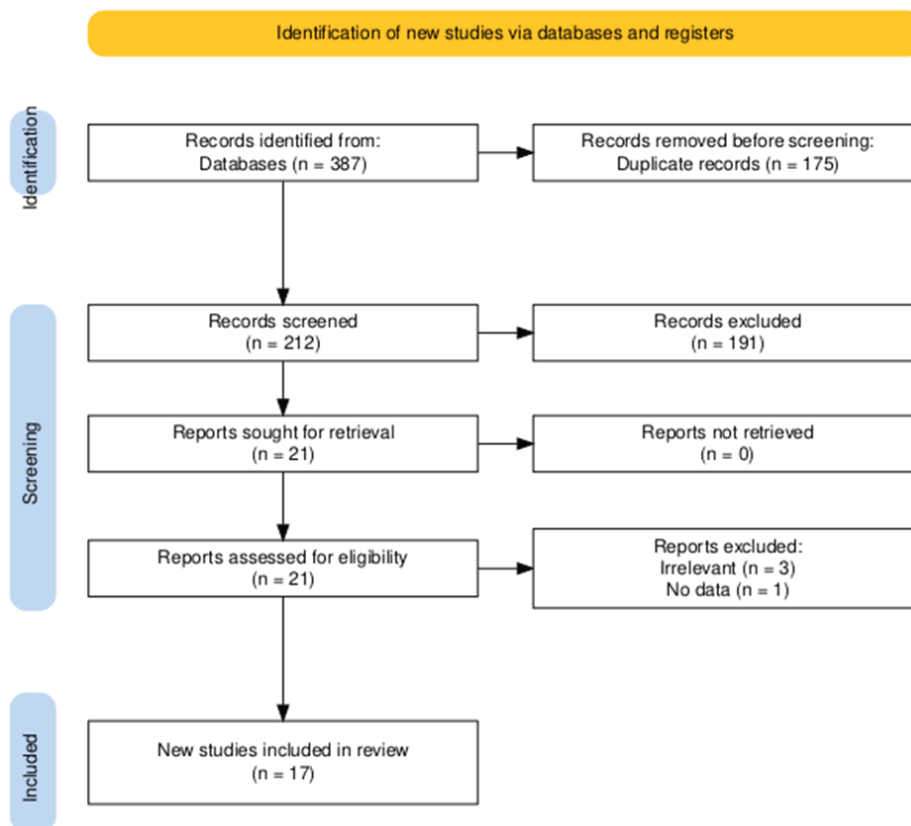 Identification of new studies via databases and registers
Identification
Records identified from:
Databases (n = 387)
Records removed before screening:
Duplicate records (n = 175)
Screening
Records screened
(n = 212)
Records excluded
(n = 191)
Reports sought for retrieval
(n = 21)
Reports not retrieved
(n = 0)
Reports assessed for eligibility
(n = 21)
Reports excluded:
Irrelevant (n = 3)
No data (n = 1)
Included
New studies included in review
(n = 17)